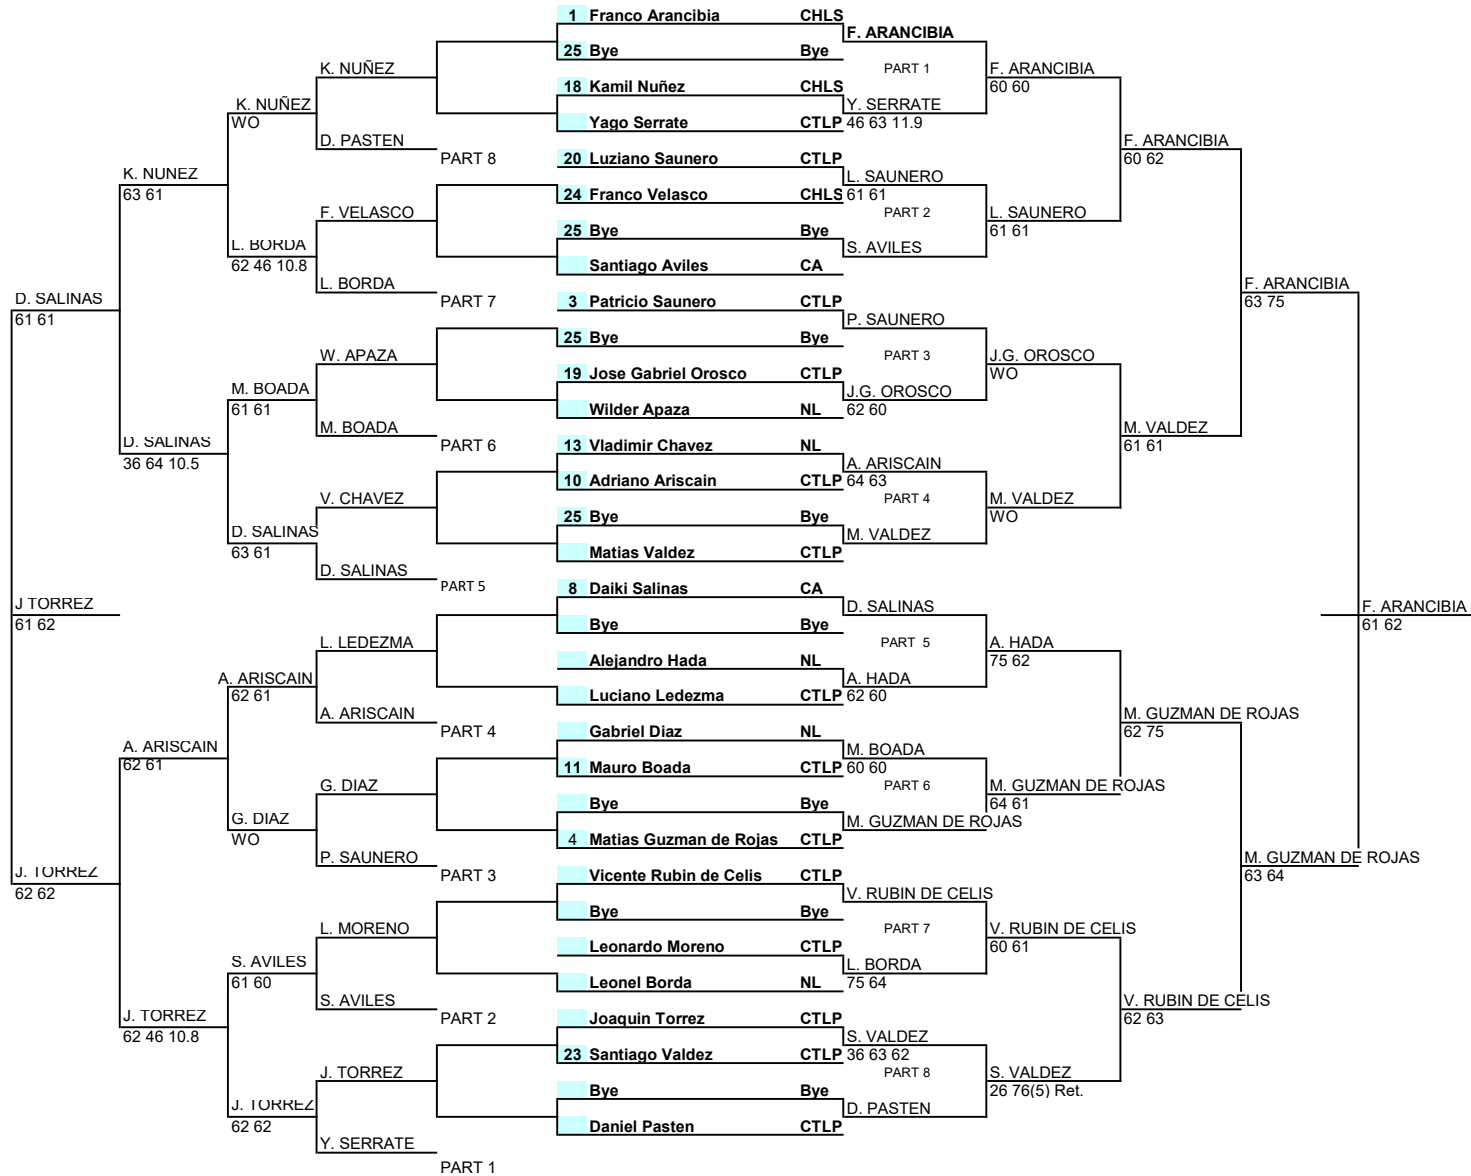 1 Franco Arancibia CHLS
F. ARANCIBIA
25 Bye Bye
K. NUÑEZ PART 1 F. ARANCIBIA
60 60
18 Kamil Nuñez CHLS
K. NUÑEZ Y. SERRATE
WO Yago Serrate CTLP 46 63 11.9
D. PASTEN F. ARANCIBIA
PART 8 20 Luziano Saunero CTLP 60 62
K. NUNEZ L. SAUNERO
63 61 24 Franco Velasco CHLS 61 61
F. VELASCO PART 2 L. SAUNERO
25 Bye Bye 61 61
L. BORDA S. AVILES
62 46 10.8 Santiago Aviles CA
L. BORDA F. ARANCIBIA
D. SALINAS PART 7 3 Patricio Saunero CTLP 63 75
61 61 P. SAUNERO
25 Bye Bye
W. APAZA PART 3 J.G. OROSCO
19 Jose Gabriel Orosco CTLP WO
M. BOADA J.G. OROSCO
61 61 Wilder Apaza NL 62 60
M. BOADA M. VALDEZ
D. SALINAS PART 6 13 Vladimir Chavez NL 61 61
36 64 10.5 A. ARISCAIN
10 Adriano Ariscain CTLP 64 63
V. CHAVEZ PART 4 M. VALDEZ
25 Bye Bye WO
D. SALINAS M. VALDEZ
63 61 Matias Valdez CTLP
D. SALINAS
PART 5 8 Daiki Salinas CA
J TORREZ D. SALINAS F. ARANCIBIA
61 62 Bye Bye 61 62
L. LEDEZMA PART 5 A. HADA
Alejandro Hada NL 75 62
A. ARISCAIN A. HADA
62 61 Luciano Ledezma CTLP 62 60
A. ARISCAIN M. GUZMAN DE ROJAS
PART 4 Gabriel Diaz NL 62 75
A. ARISCAIN M. BOADA
62 61 11 Mauro Boada CTLP 60 60
G. DIAZ PART 6 M. GUZMAN DE ROJAS
Bye Bye 64 61
G. DIAZ M. GUZMAN DE ROJAS
WO 4 Matias Guzman de Rojas CTLP
P. SAUNERO M. GUZMAN DE ROJAS
J. TORREZ PART 3 Vicente Rubin de Celis CTLP 63 64
62 62 V. RUBIN DE CELIS
Bye Bye
L. MORENO PART 7 V. RUBIN DE CELIS
Leonardo Moreno CTLP 60 61
S. AVILES L. BORDA
61 60 Leonel Borda NL 75 64
S. AVILES V. RUBIN DE CELIS
J. TORREZ PART 2 Joaquin Torrez CTLP 62 63
62 46 10.8 S. VALDEZ
23 Santiago Valdez CTLP 36 63 62
J. TORREZ PART 8 S. VALDEZ
Bye Bye 26 76(5) Ret.
J. TORREZ D. PASTEN
62 62 Daniel Pasten CTLP
Y. SERRATE
PART 1